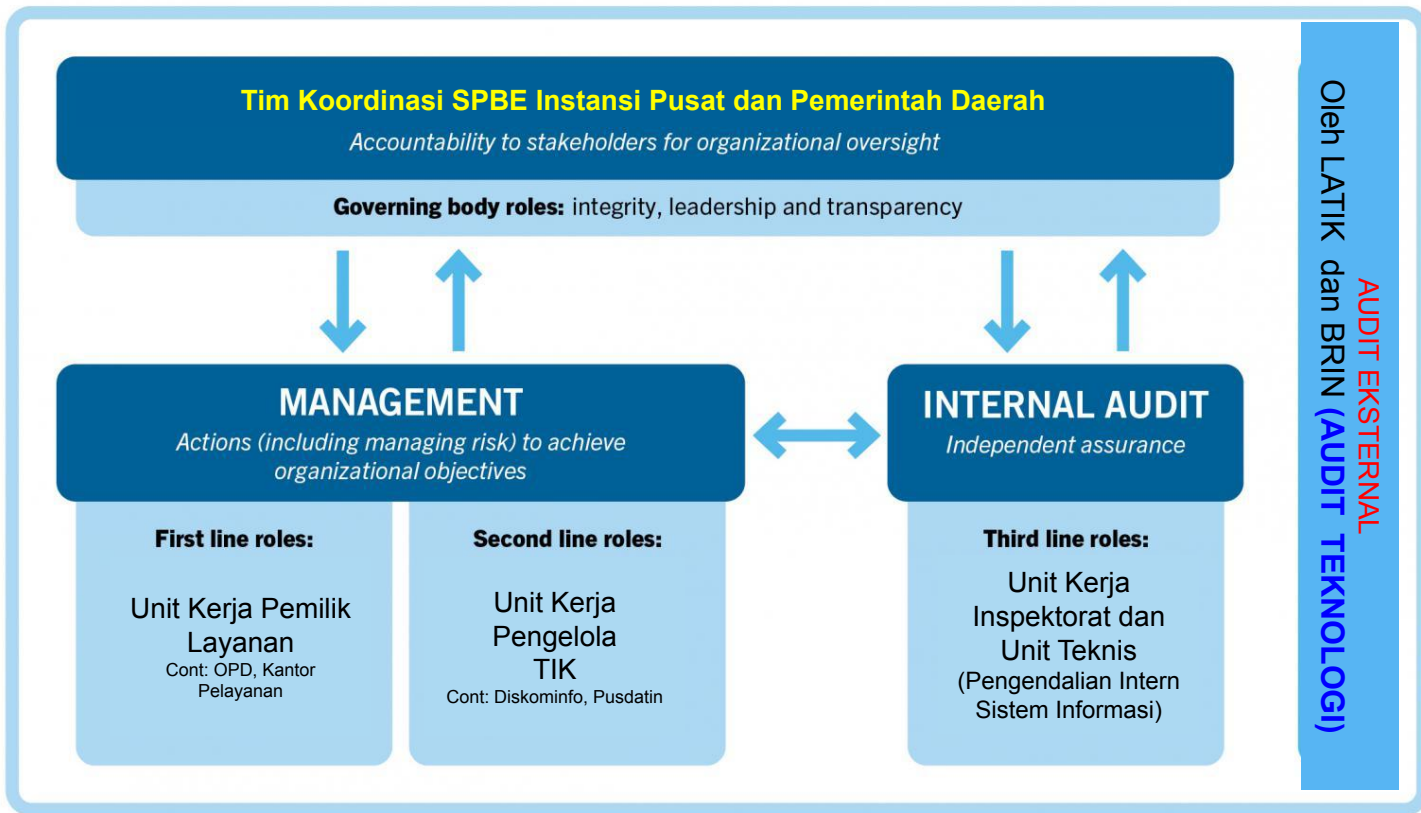 Tim Koordinasi SPBE Instansi Pusat dan Pemerintah Daerah
Accountability to stakeholders for organizational oversight
Governing body roles: integrity, leadership and transparency
MANAGEMENT
Actions (including managing risk) to achieve
organizational objectives
First line roles:
Unit Kerja Pemilik
Layanan
Cont: OPD, Kantor
Pelayanan
Second line roles:
Unit Kerja
Pengelola
TIK
Cont: Diskominfo, Pusdatin
INTERNAL AUDIT
Independent assurance
Third line roles:
Unit Kerja
Inspektorat dan
Unit Teknis
(Pengendalian Intern
Sistem Informasi)
AUDIT EKSTERNAL
Oleh LATIK dan BRIN (AUDIT TEKNOLOGI)